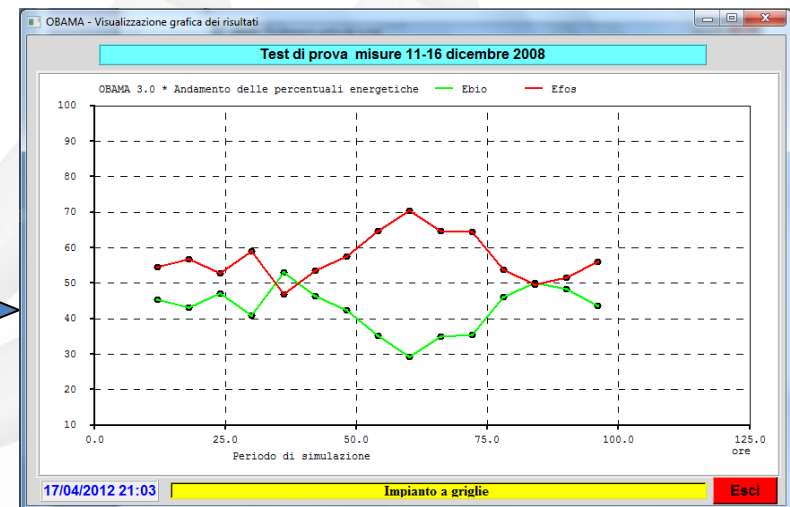 OBAMA - Visualizzazione grafica dei risultati
Test di prova misure 11-16 dicembre 2008
OBAMA 3.0 * Andamento delle percentuali energetiche Ebio Efos
100
90
80
70
60
50
40
30
20
10
0.0 25.0 50.0 75.0 100.0 125.0
Periodo di simulazione ore
17/04/2012 21:03 Impianto a griglie Esci